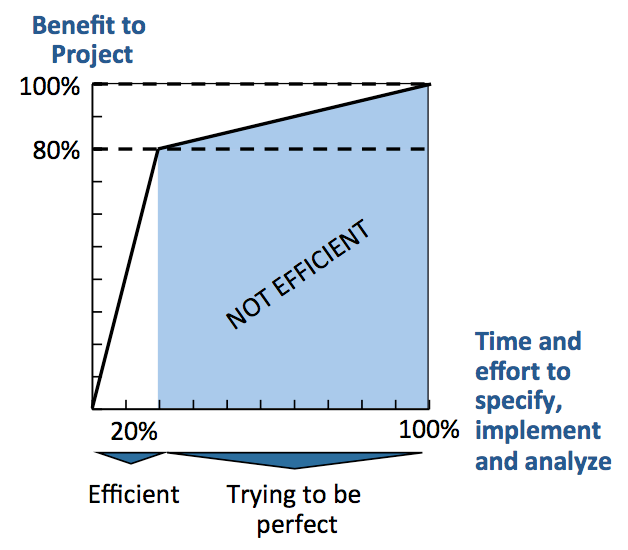 Benefit to
Project
100%
80%
NOT EFFICIENT
Time and
effort to
specify,
implement
and analyze
20%
100%
Efficient
Trying to be
perfect